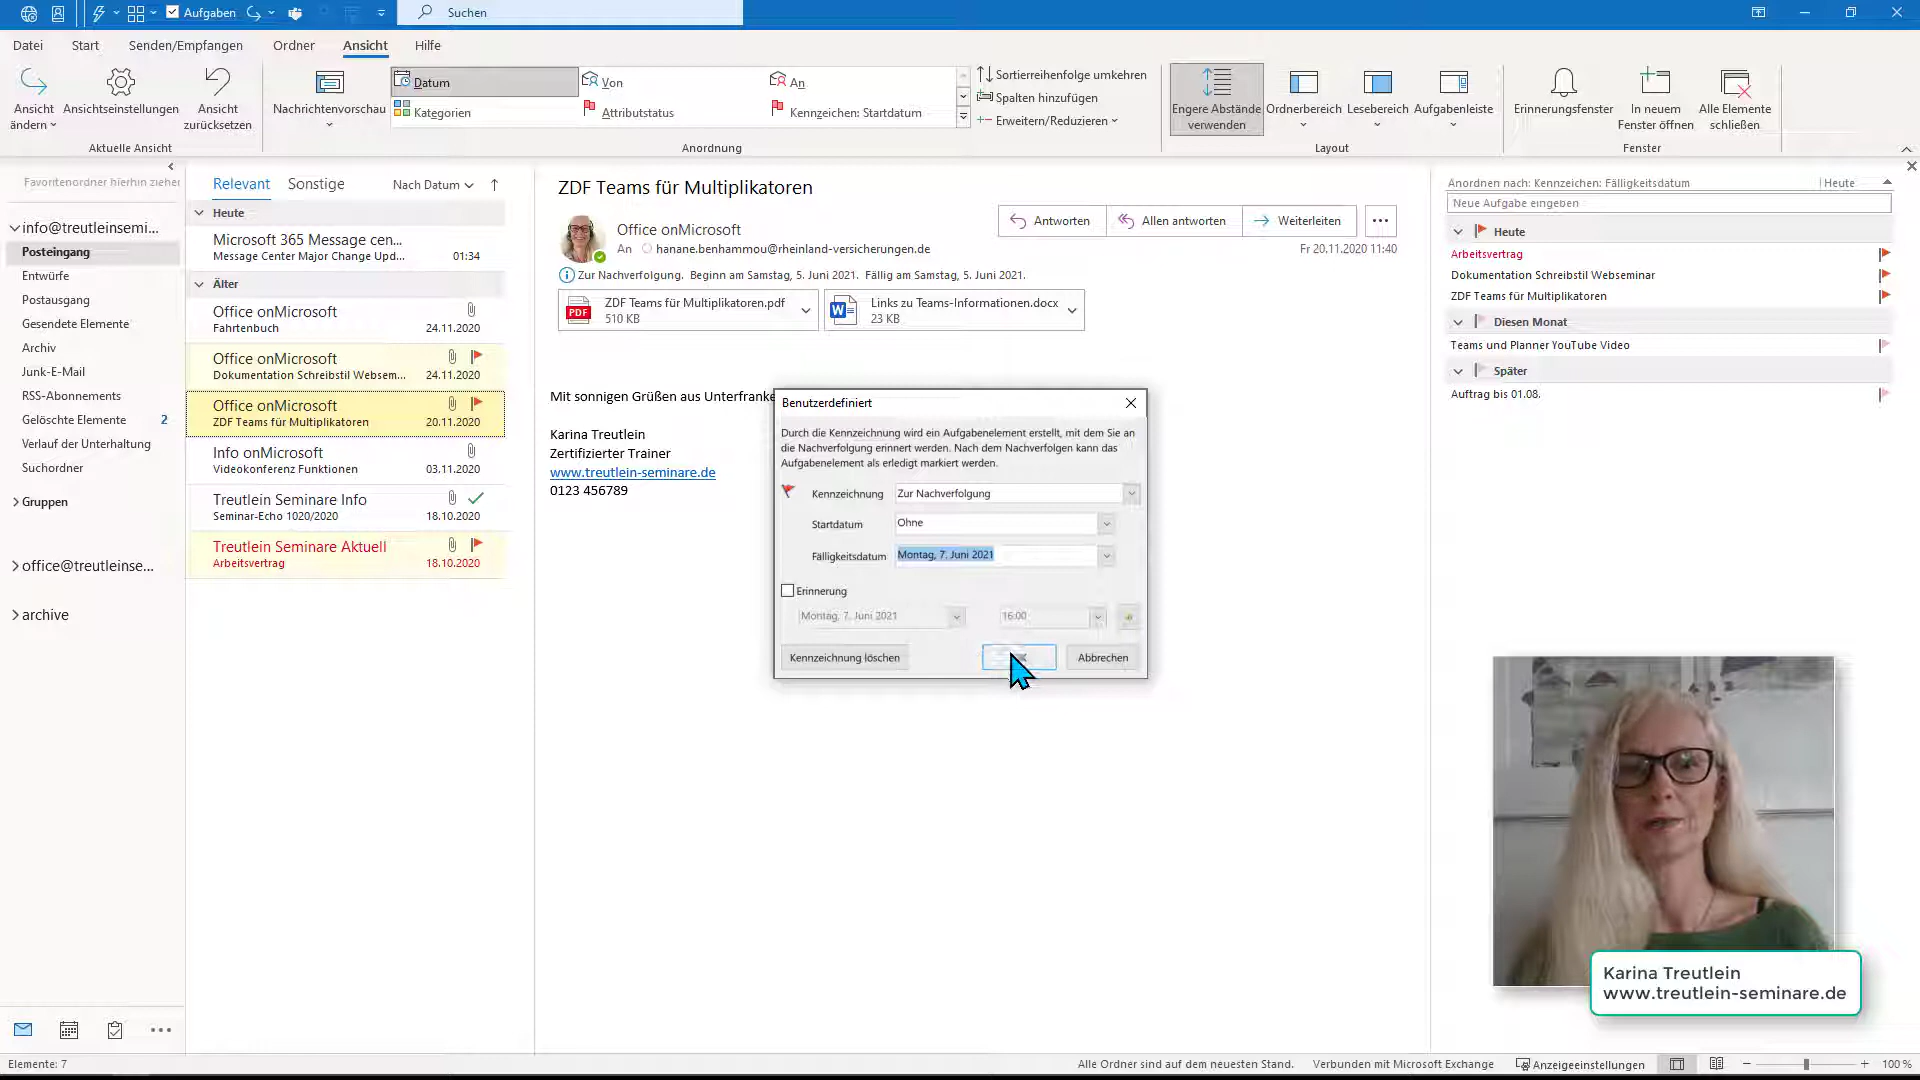 Aufgaben
Suchen
Datei Start Senden/Empfangen Ordner Ansicht Hilfe
Ansicht ändern
Ansichtseinstellungen
Ansicht zurücksetzen
Aktuelle Ansicht
Nachrichtenvorschau
Datum Von An
Kategorien Attributstatus Kennzeichen: Startdatum
Anordnung
Sortierreihenfolge umkehren
Spalten hinzufügen
Erweitern/Reduzieren
Engere Abstände verwenden
Ordnerbereich
Lesebereich
Aufgabenleiste
Layout
Erinnerungsfenster
In neuem Fenster öffnen
Alle Elemente schließen
Fenster
Favoritenordner hierhin ziehen
info@treutleinsemi...
Posteingang
Entwürfe
Postausgang
Gesendete Elemente
Archiv
Junk-E-Mail
RSS-Abonnements
Gelöschte Elemente 2
Verlauf der Unterhaltung
Suchordner
Gruppen
office@treutleinse...
archive
Relevant Sonstige Nach Datum
Heute
Microsoft 365 Message cen...
Message Center Major Change Upd... 01:34
Älter
Office onMicrosoft
Fahrtenbuch 24.11.2020
Office onMicrosoft
Dokumentation Schreibstil Websem... 24.11.2020
Office onMicrosoft
ZDF Teams für Multiplikatoren 20.11.2020
Info onMicrosoft
Videokonferenz Funktionen 03.11.2020
Treutlein Seminare Info
Seminar-Echo 1020/2020 18.10.2020
Treutlein Seminare Aktuell
Arbeitsvertrag 18.10.2020
ZDF Teams für Multiplikatoren
Office onMicrosoft
An hanane.benhammou@rheinland-versicherungen.de
Antworten Allen antworten Weiterleiten
Fr 20.11.2020 11:40
Zur Nachverfolgung. Beginn am Samstag, 5. Juni 2021. Fällig am Samstag, 5. Juni 2021.
PDF
ZDF Teams für Multiplikatoren.pdf
510 KB
Links zu Teams-Informationen.docx
23 KB
Mit sonnigen Grüßen aus Unterfranke
Karina Treutlein
Zertifizierter Trainer
www.treutlein-seminare.de
0123 456789
Benutzerdefiniert
Durch die Kennzeichnung wird ein Aufgabenelement erstellt, mit dem Sie an
die Nachverfolgung erinnert werden. Nach dem Nachverfolgen kann das
Aufgabenelement als erledigt markiert werden.
Kennzeichnung Zur Nachverfolgung
Startdatum Ohne
Fälligkeitsdatum Montag, 7. Juni 2021
Erinnerung
Montag, 7. Juni 2021 16:00
Kennzeichnung löschen Abbrechen
Anordnen nach: Kennzeichen: Fälligkeitsdatum Heute
Neue Aufgabe eingeben
Heute
Arbeitsvertrag
Dokumentation Schreibstil Webseminar
ZDF Teams für Multiplikatoren
Diesen Monat
Teams und Planner YouTube Video
Später
Auftrag bis 01.08.
Karina Treutlein
www.treutlein-seminare.de
Elemente: 7
Alle Ordner sind auf dem neuesten Stand. Verbunden mit Microsoft Exchange Anzeigeeinstellungen 100 %